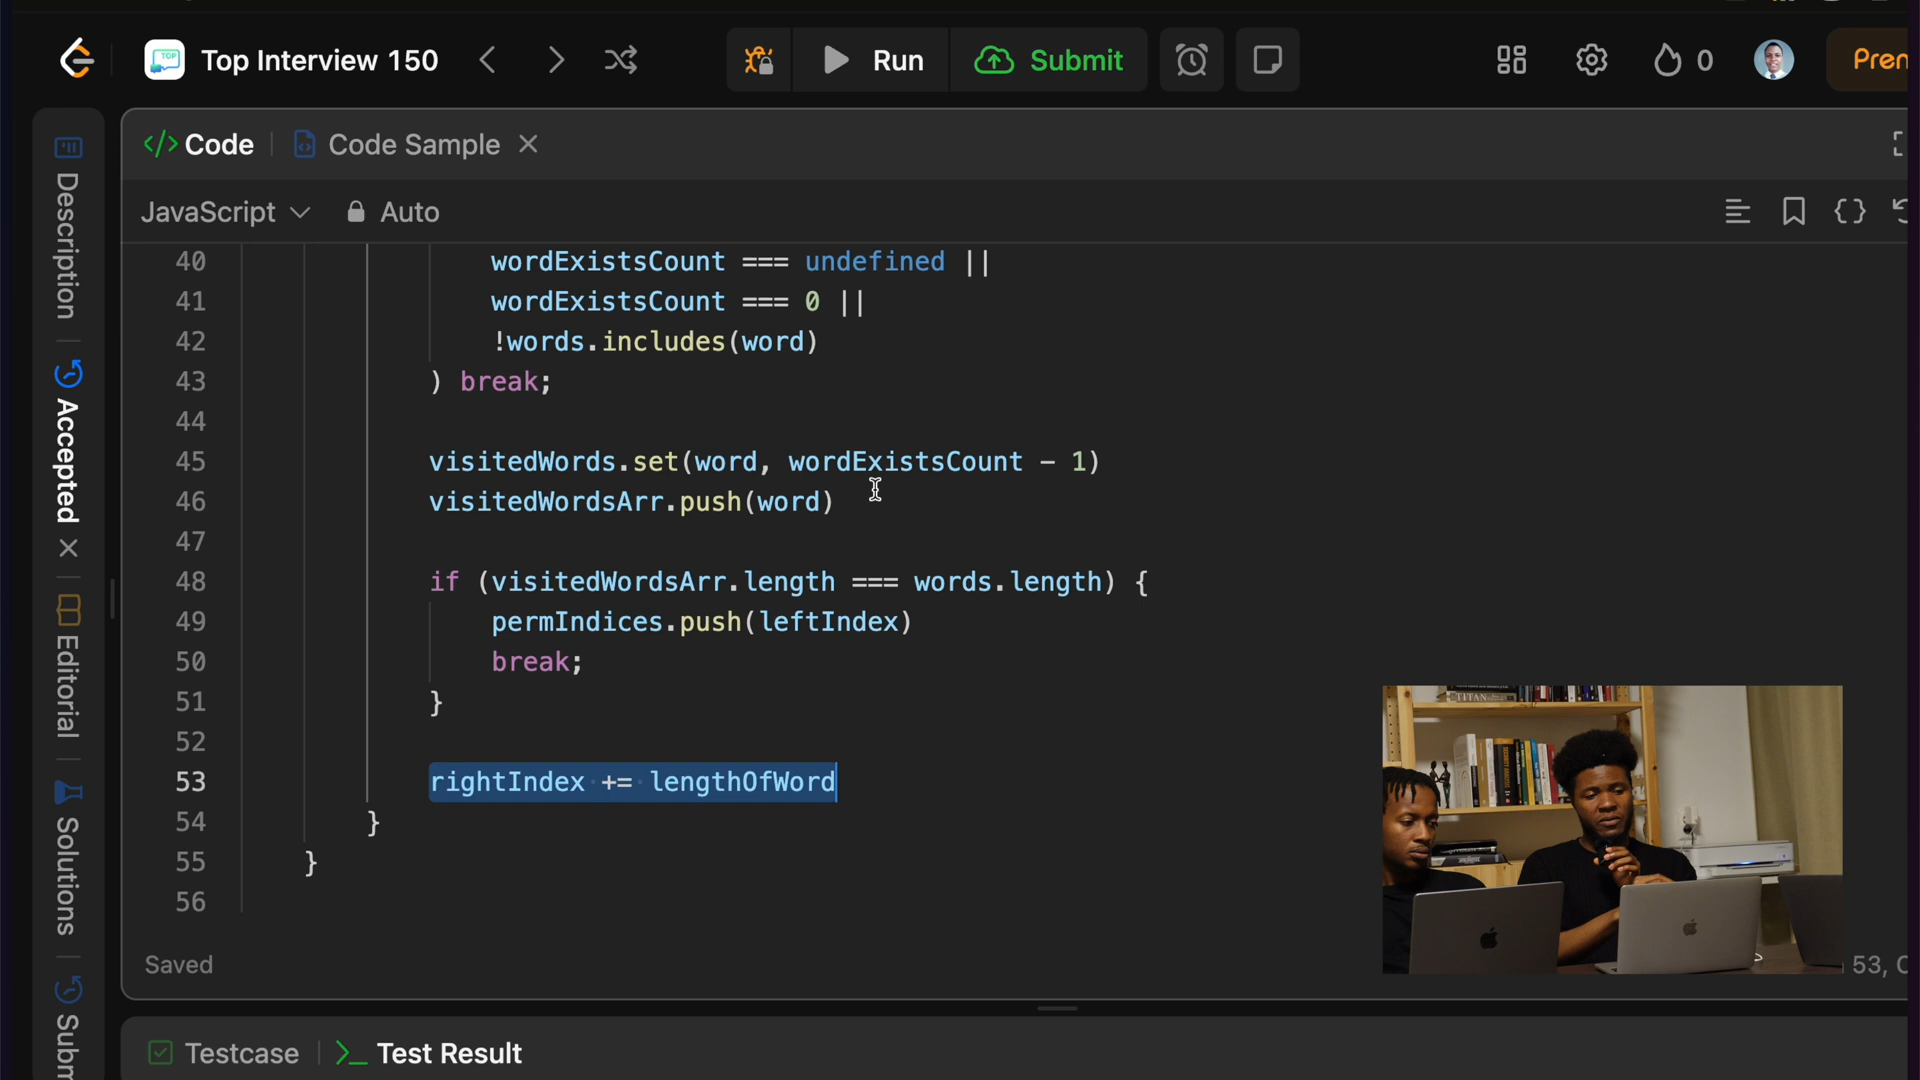 Top Interview 150
Run
Submit
0
Prem
Code
Code Sample
JavaScript
Auto
40 wordExistsCount === undefined ||
41 wordExistsCount === 0 ||
42 !words.includes(word)
43 ) break;
44
45 visitedWords.set(word, wordExistsCount - 1)
46 visitedWordsArr.push(word)
47
48 if (visitedWordsArr.length === words.length) {
49 permIndices.push(leftIndex)
50 break;
51 }
52
53 rightIndex += lengthOfWord
54 }
55 }
56
Saved
53, C
Description
Accepted
Editorial
Solutions
Subm
Testcase
Test Result
TITAN